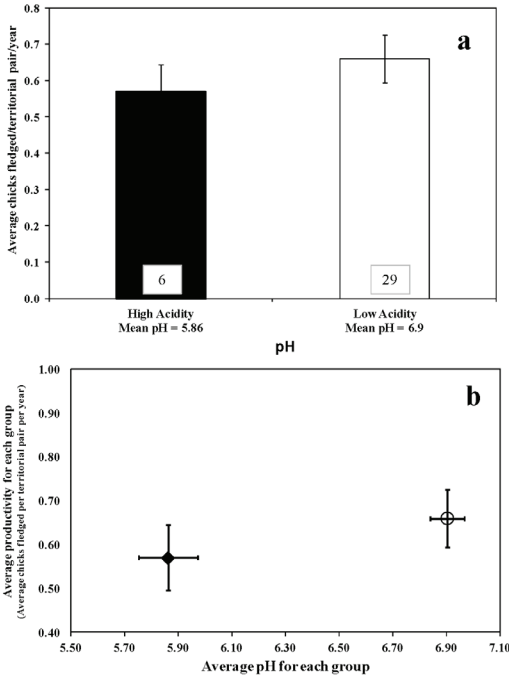 0.8
0.7
0.6
0.5
0.4
0.3
0.2
0.1
0.0
Average chicks fledged/territorial pair/year
a
6
29
High Acidity
Mean pH = 5.86
Low Acidity
Mean pH = 6.9
pH
1.00
0.90
0.80
0.70
0.60
0.50
0.40
Average productivity for each group
(Average chicks fledged per territorial pair per year)
b
5.50 5.70 5.90 6.10 6.30 6.50 6.70 6.90 7.10
Average pH for each group